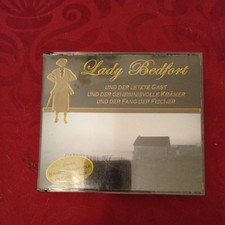 Lady Bedfort
UND DER LETZTE GAST
UND DER GEHEIMNISVOLLE KRÄMER
UND DER FANG DER FISCHER